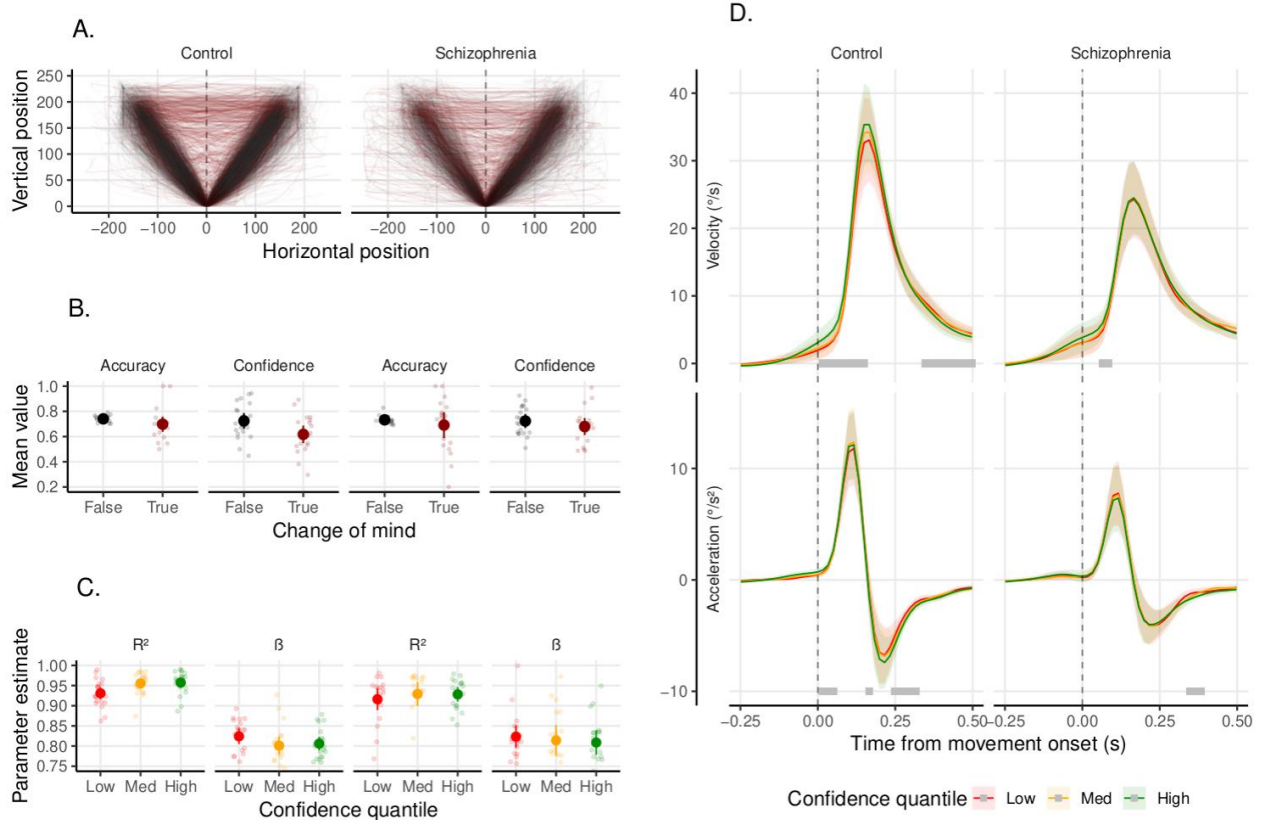 A.
Control Schizophrenia
250
200
150
100
50
0
Vertical position
−200 −100 0 100 200 −200 −100 0 100 200
Horizontal position
B.
Accuracy Confidence Accuracy Confidence
1.0
0.8
0.6
0.4
0.2
Mean value
False True False True False True False True
Change of mind
C.
R² ß R² ß
1.00
0.95
0.90
0.85
0.80
0.75
Parameter estimate
Low Med High Low Med High Low Med High Low Med High
Confidence quantile
D.
Control Schizophrenia
40
30
20
10
0
Velocity (°/s)
10
0
−10
Acceleration (°/s²)
−0.25 0.00 0.25 0.50 −0.25 0.00 0.25 0.50
Time from movement onset (s)
Confidence quantile Low Med High